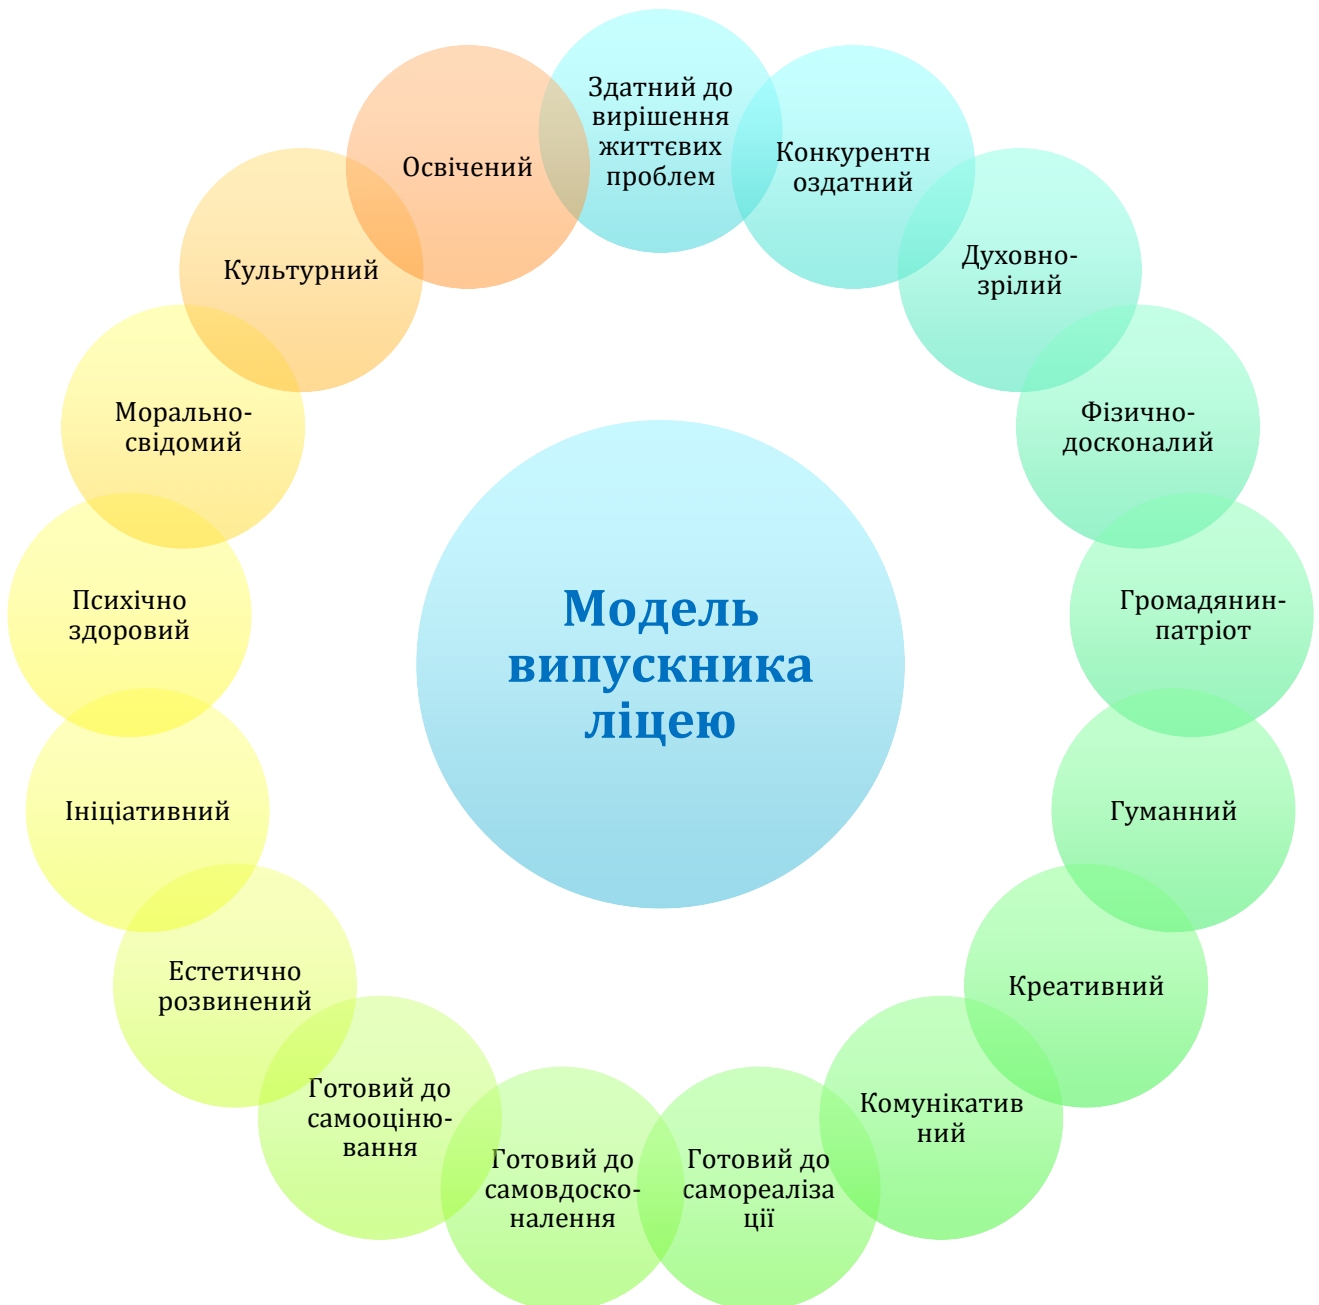 Здатний до
вирішення
життєвих
проблем
Конкурентн
оздатний
Духовно-
зрілий
Фізично-
досконалий
Громадянин-
патріот
Гуманний
Креативний
Комунікатив
ний
Готовий до
самореаліза
ції
Готовий до
самовдоско-
налення
Готовий до
самооціню-
вання
Естетично
розвинений
Ініціативний
Психічно
здоровий
Морально-
свідомий
Культурний
Освічений
Модель
випускника
ліцею